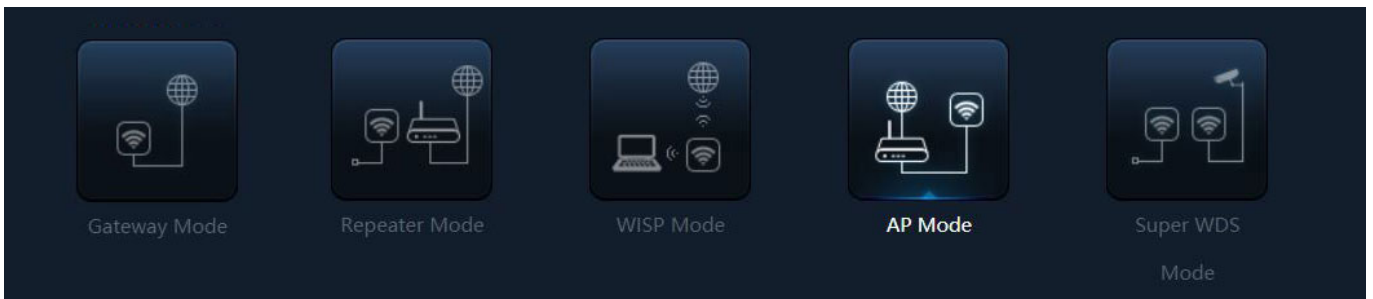 Gateway Mode
Repeater Mode
WISP Mode
AP Mode
Super WDS
Mode